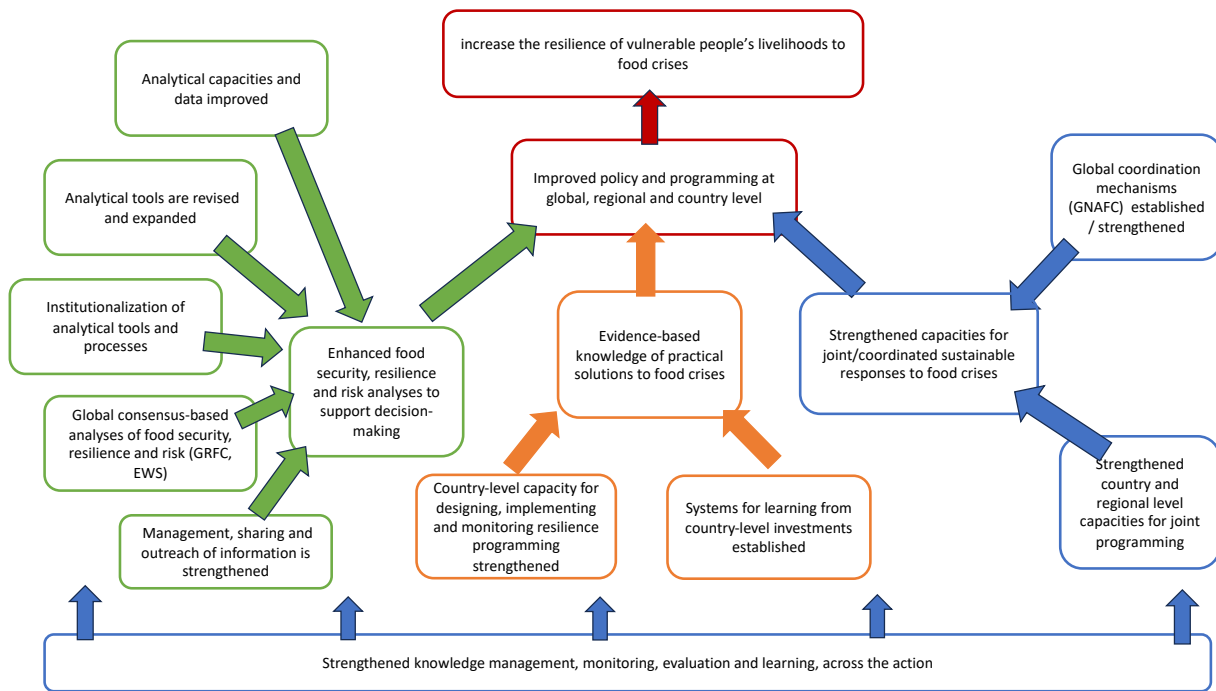 increase the resilience of vulnerable people's livelihoods to
food crises
Analytical capacities and
data improved
Improved policy and programming at
global, regional and country level
Global coordination
mechanisms
(GNAFC) established
/ strengthened
Analytical tools are revised
and expanded
Institutionalization of
analytical tools and
processes
Enhanced food
security, resilience
and risk analyses to
support decision-
making
Evidence-based
knowledge of practical
solutions to food crises
Strengthened capacities for
joint/coordinated sustainable
responses to food crises
Global consensus-based
analyses of food security,
resilience and risk (GRFC,
EWS)
Management, sharing and
outreach of information is
strengthened
Country-level capacity for
designing, implementing
and monitoring resilience
programming
strengthened
Systems for learning from
country-level investments
established
Strengthened
country and
regional level
capacities for joint
programming
Strengthened knowledge management, monitoring, evaluation and learning, across the action